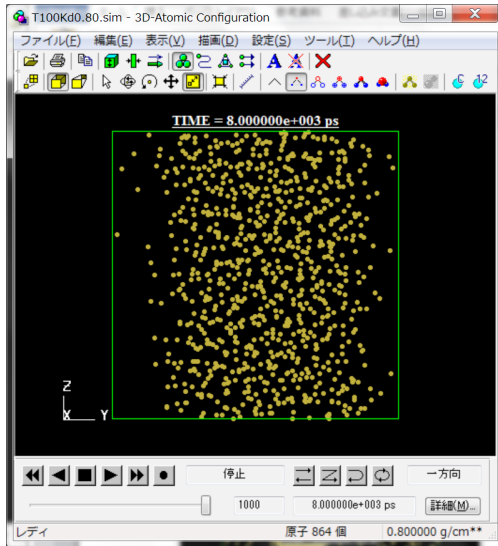 T100Kd0.80.sim - 3D-Atomic Configuration
ファイル(F) 編集(E) 表示(V) 描画(D) 設定(S) ツール(T) ヘルプ(H)
TIME = 8.000000e+003 ps
Z
X Y
停止 一方向
1000 8.000000e+003 ps 詳細(M)...
レディ 原子 864 個 0.800000 g/cm**